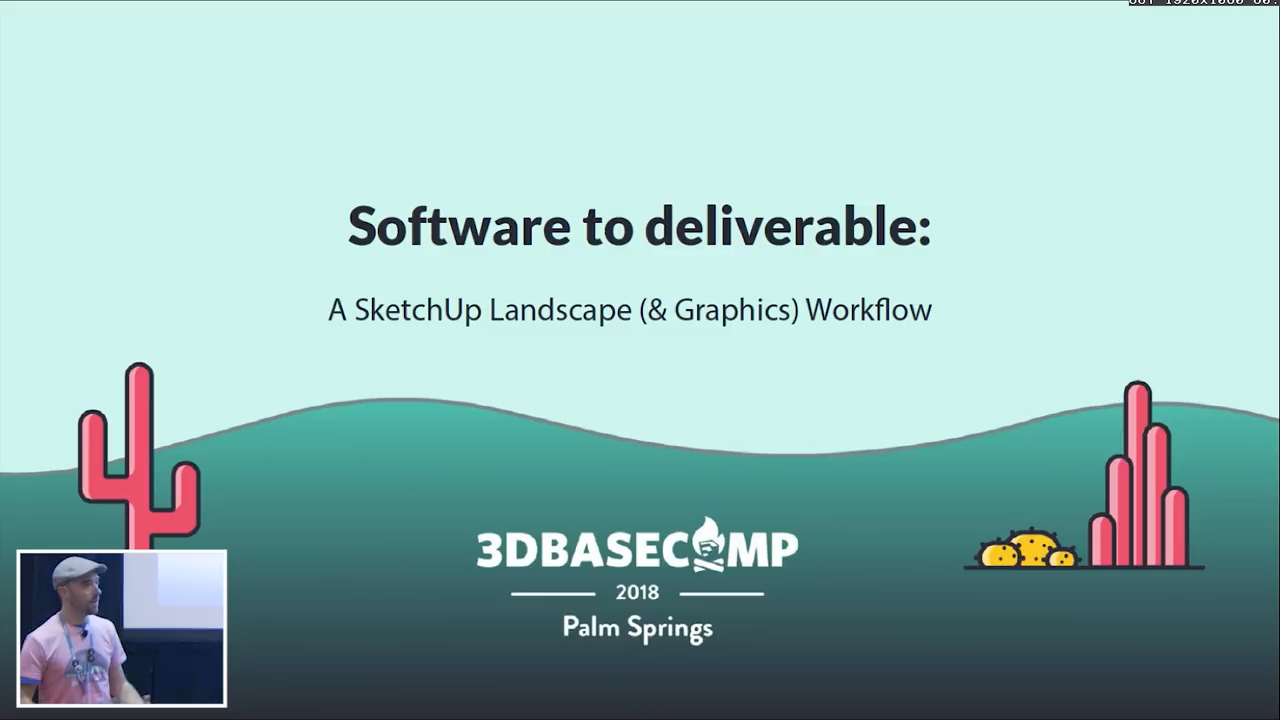 Software to deliverable:
A SketchUp Landscape (& Graphics) Workflow
3DBASECAMP
2018
Palm Springs